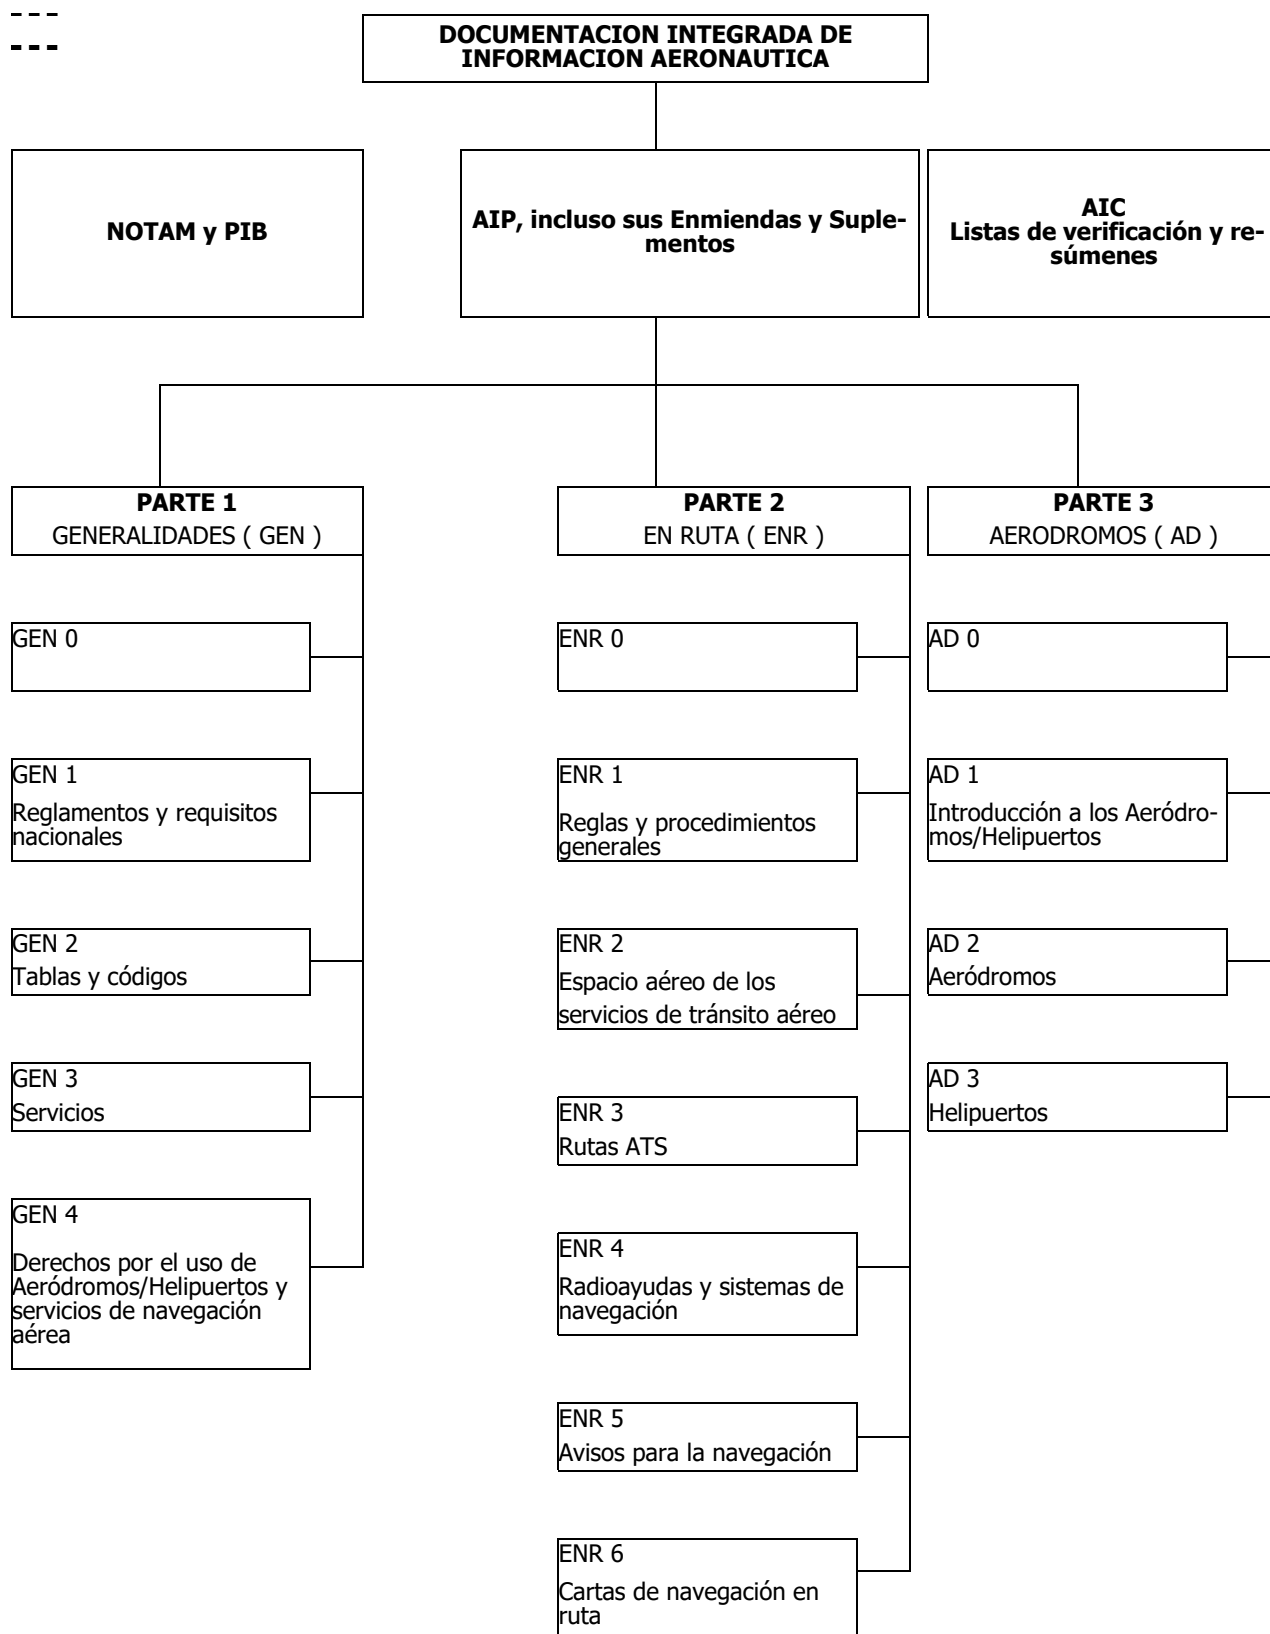 DOCUMENTACION INTEGRADA DE
INFORMACION AERONAUTICA
NOTAM y PIB
AIP, incluso sus Enmiendas y Suple-
mentos
AIC
Listas de verificación y re-
súmenes
PARTE 1
GENERALIDADES ( GEN )
PARTE 2
EN RUTA ( ENR )
PARTE 3
AERODROMOS ( AD )
GEN 0
GEN 1
Reglamentos y requisitos
nacionales
GEN 2
Tablas y códigos
GEN 3
Servicios
GEN 4
Derechos por el uso de
Aeródromos/Helipuertos y
servicios de navegación
aérea
ENR 0
ENR 1
Reglas y procedimientos
generales
ENR 2
Espacio aéreo de los
servicios de tránsito aéreo
ENR 3
Rutas ATS
ENR 4
Radioayudas y sistemas de
navegación
ENR 5
Avisos para la navegación
ENR 6
Cartas de navegación en
ruta
AD 0
AD 1
Introducción a los Aeródro-
mos/Helipuertos
AD 2
Aeródromos
AD 3
Helipuertos